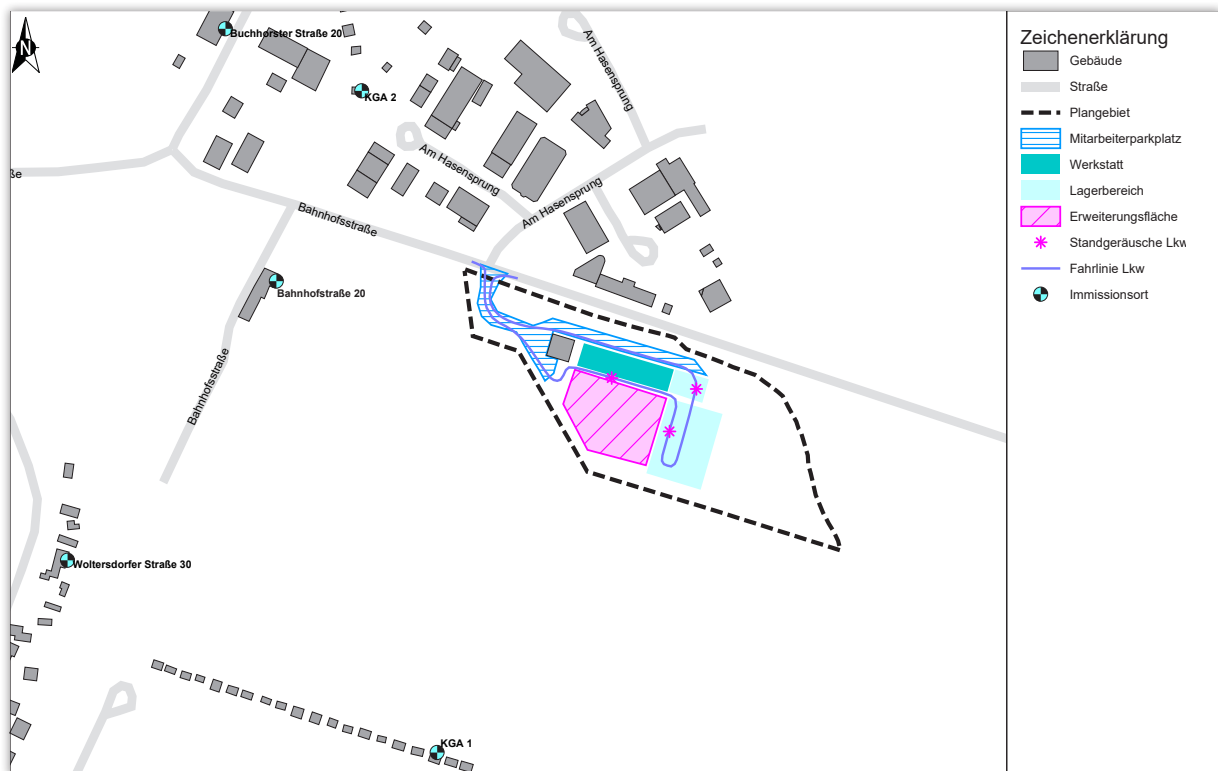 N
Buchhorster Straße 20
KGA 2
Am Hasensprung
Am Hasensprung
Am Hasensprung
ße
Bahnhofsstraße
Bahnhofstraße 20
Bahnhofsstraße
Woltersdorfer Straße 30
KGA 1
Zeichenerklärung
Gebäude
Straße
Plangebiet
Mitarbeiterparkplatz
Werkstatt
Lagerbereich
Erweiterungsfläche
Standgeräusche Lkw
Fahrlinie Lkw
Immissionsort